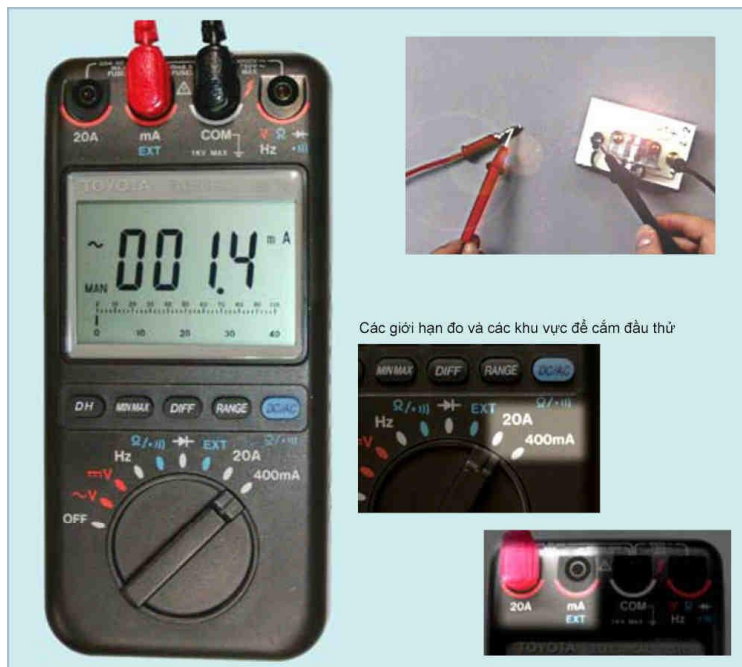 20A
mA
EXT
COM
1KV MAX
Hz
TOYOTA
~ 001.4 m A
MAN
0 10 20 30 40
DH MIN MAX DIFF RANGE DC/AC
Ω/•))) EXT Ω/•)))
Hz 20A
V 400mA
~V
OFF
Các giới hạn đo và các khu vực để cắm đầu thử
MIN MAX DIFF RANGE DC/AC
Ω/•))) EXT Ω/•)))
Hz 20A
400mA
20A
mA
EXT
COM
Hz
TOYOTA